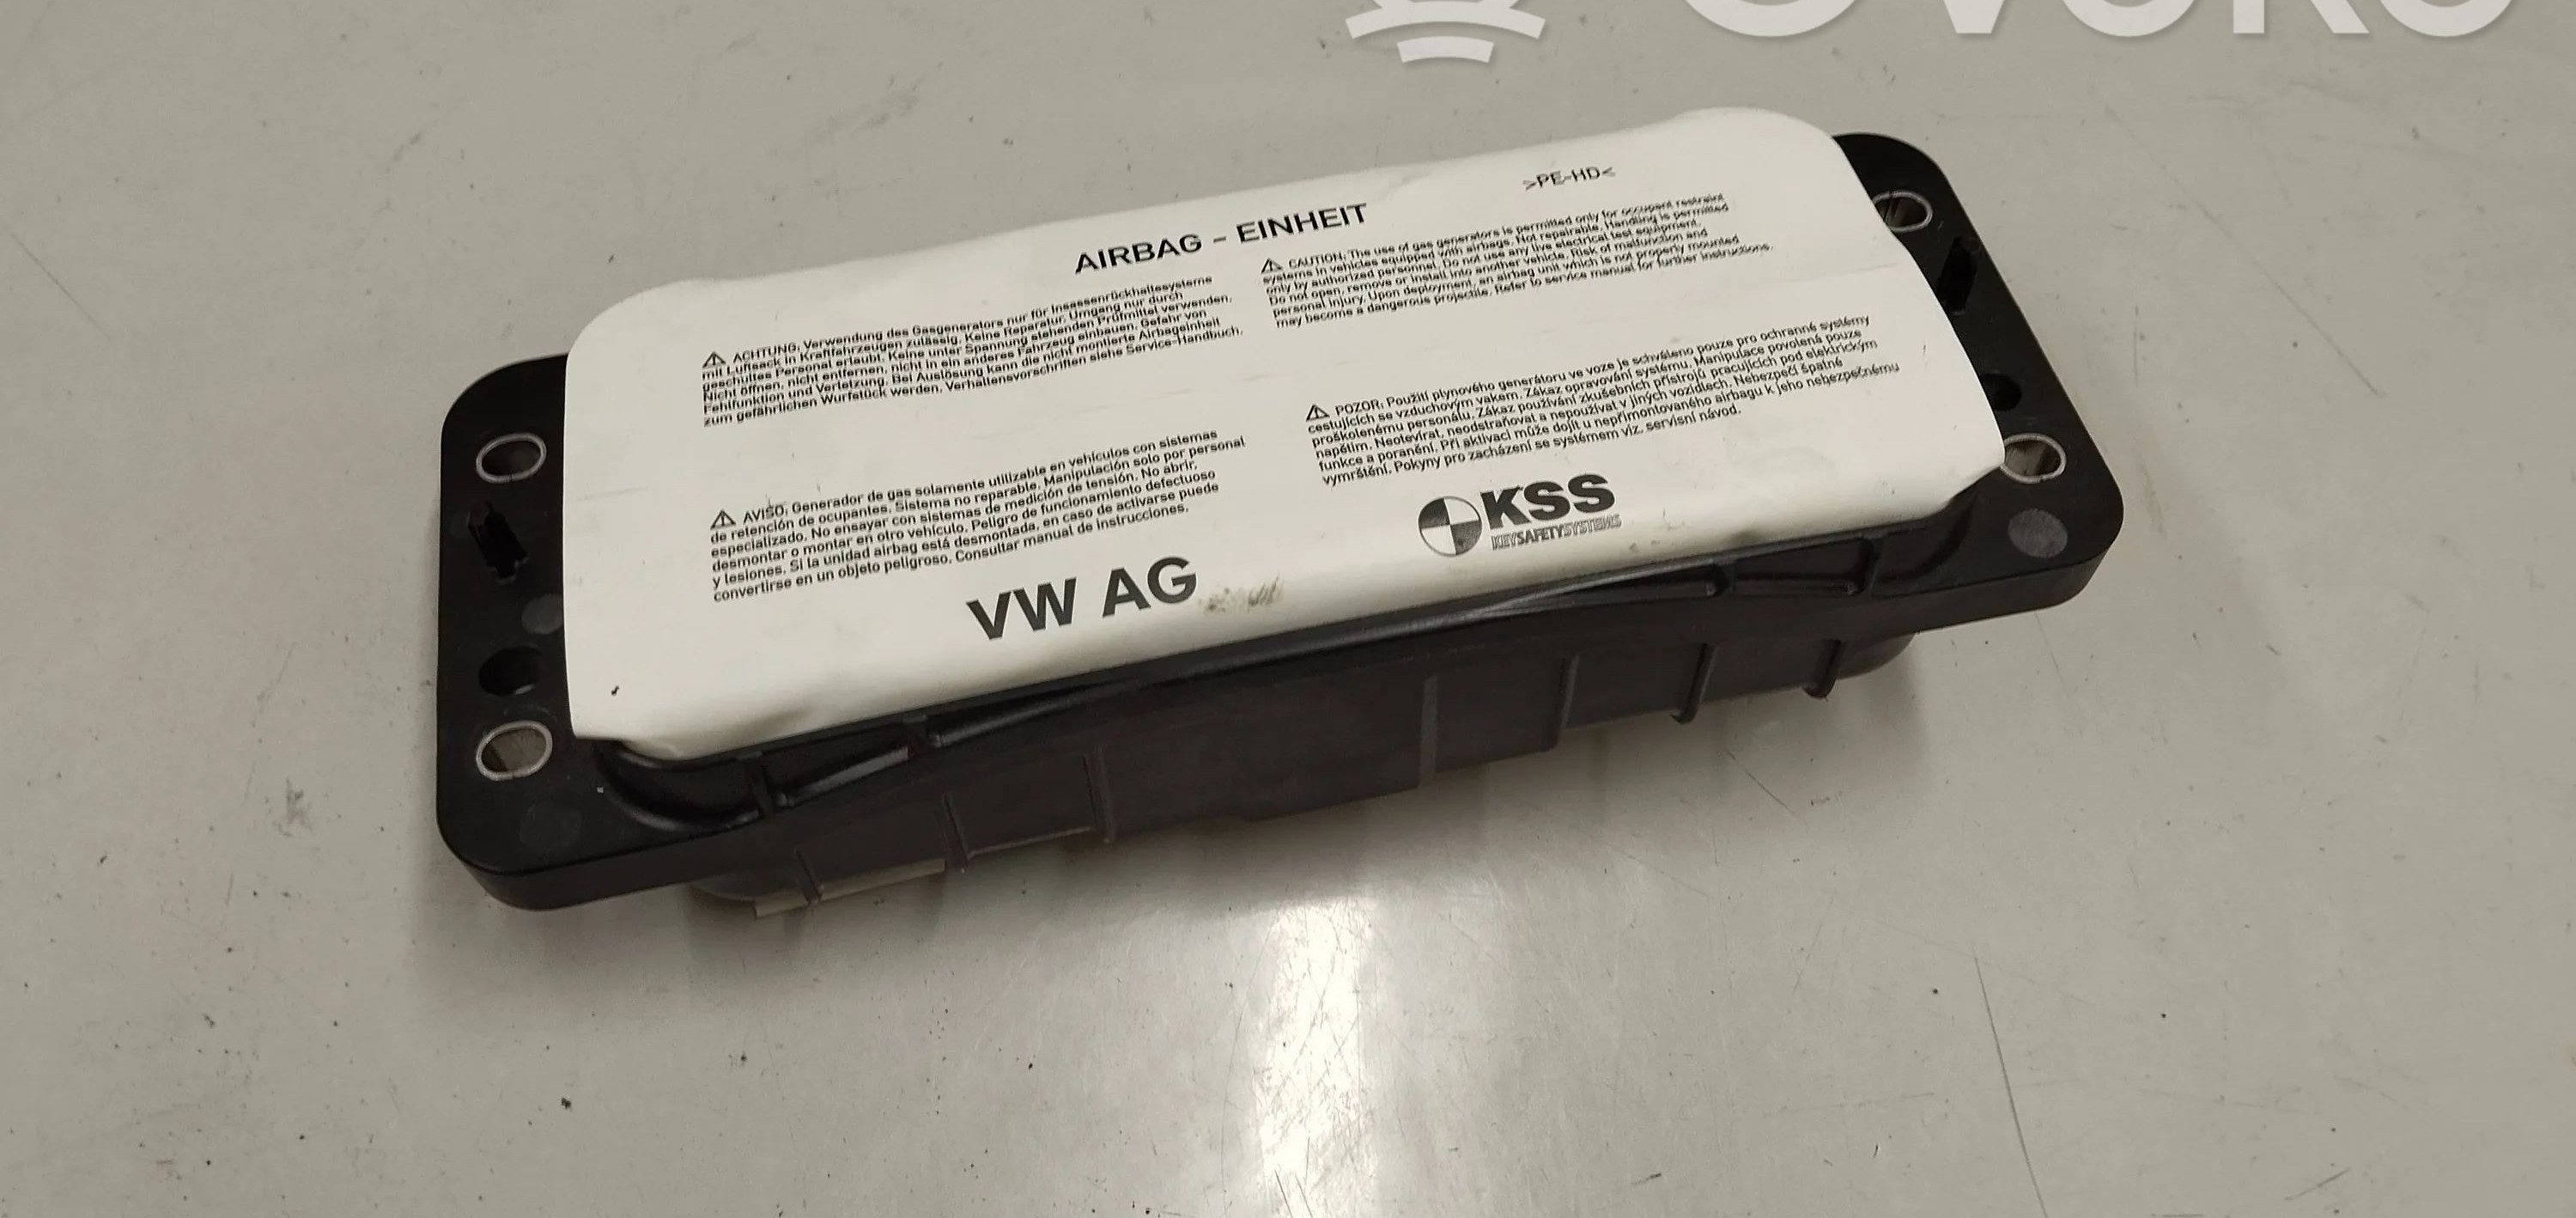 OVOKO
>PE-HD<
AIRBAG - EINHEIT
⚠ ACHTUNG: Verwendung des Gasgenerators nur für Insassenrückhaltesysteme
mit Luftsack in Kraftfahrzeugen zulässig. Keine Reparatur. Umgang nur durch
geschultes Personal erlaubt. Keine unter Spannung stehenden Prüfmittel verwenden.
Nicht öffnen, nicht entfernen, nicht in ein anderes Fahrzeug einbauen. Gefahr von
Fehlfunktion und Verletzung. Bei Auslösung kann die nicht montierte Airbageinheit
zum gefährlichen Wurfstück werden. Verhaltensvorschriften siehe Service-Handbuch.
⚠ CAUTION: The use of gas generators is permitted only for occupant restraint
systems in vehicles equipped with airbags. Not repairable. Handling is permitted
only by authorized personnel. Do not use any live electrical test equipment.
Do not open, remove or install into another vehicle. Risk of malfunction and
personal injury. Upon deployment, an airbag unit which is not properly mounted
may become a dangerous projectile. Refer to service manual for further instructions.
⚠ AVISO: Generador de gas solamente utilizable en vehículos con sistemas
de retención de ocupantes. Sistema no reparable. Manipulación solo por personal
especializado. No ensayar con sistemas de medición de tensión. No abrir,
desmontar o montar en otro vehículo. Peligro de funcionamiento defectuoso
y lesiones. Si la unidad airbag está desmontada, en caso de activarse puede
convertirse en un objeto peligroso. Consultar manual de instrucciones.
⚠ POZOR: Použití plynového generátoru ve voze je schváleno pouze pro ochranné systémy
cestujících se vzduchovým vakem. Zákaz opravování systému. Manipulace povolená pouze
proškolenému personálu. Zákaz používání zkušebních přístrojů pracujících pod elektrickým
napětím. Neotevírat, neodstraňovat a nepoužívat v jiných vozidlech. Nebezpečí špatné
funkce a poranění. Při aktivaci může dojít u nepřimontovaného airbagu k jeho nebezpečnému
vymrštění. Pokyny pro zacházení se systémem viz. servisní návod.
KSS
KEYSAFETYSYSTEMS
VW AG